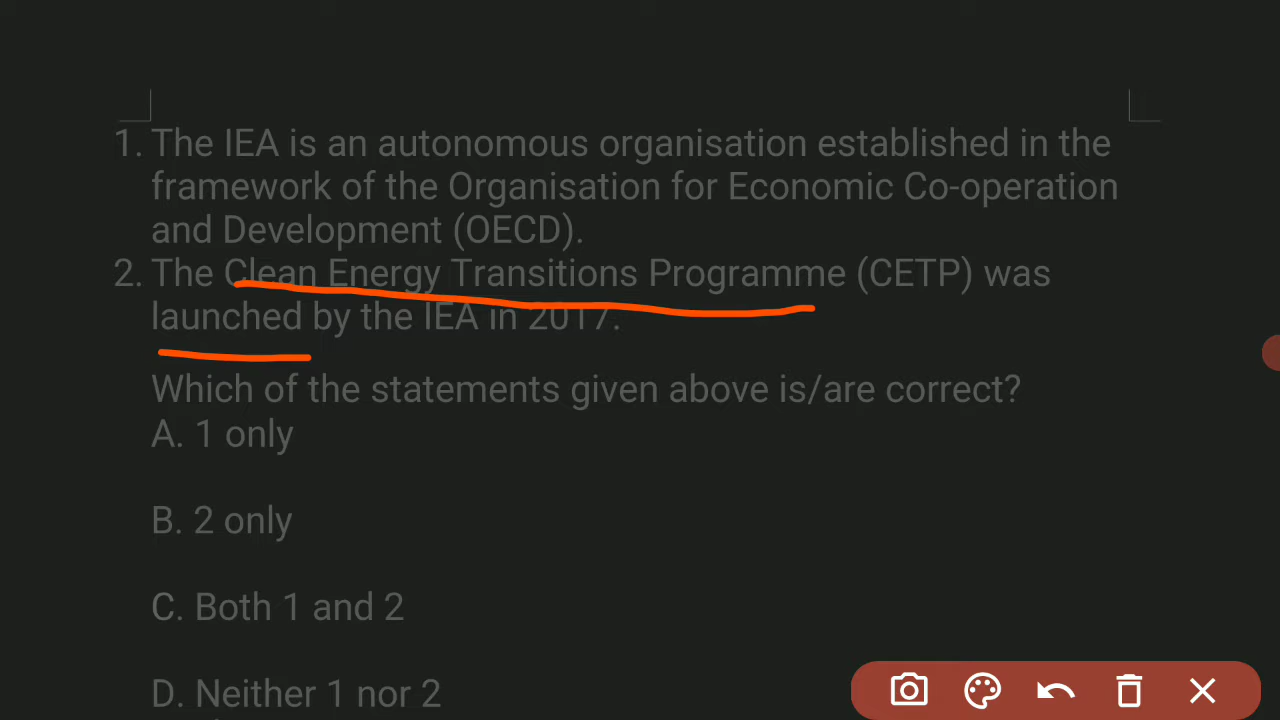 1. The IEA is an autonomous organisation established in the
framework of the Organisation for Economic Co-operation
and Development (OECD).
2. The Clean Energy Transitions Programme (CETP) was
launched by the IEA in 2017.
Which of the statements given above is/are correct?
A. 1 only
B. 2 only
C. Both 1 and 2
D. Neither 1 nor 2